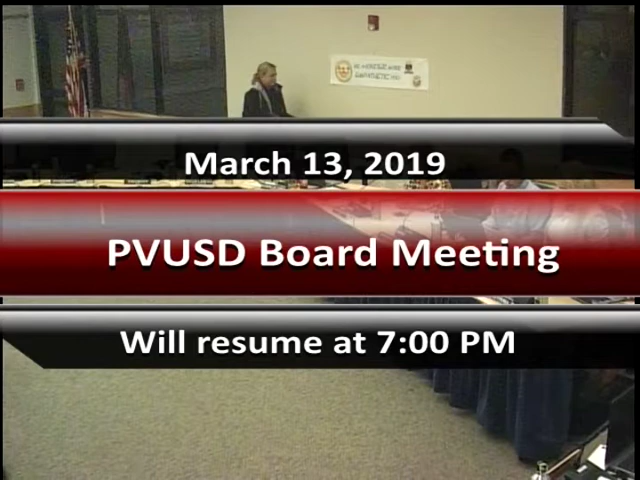 March 13, 2019
PVUSD Board Meeting
Will resume at 7:00 PM